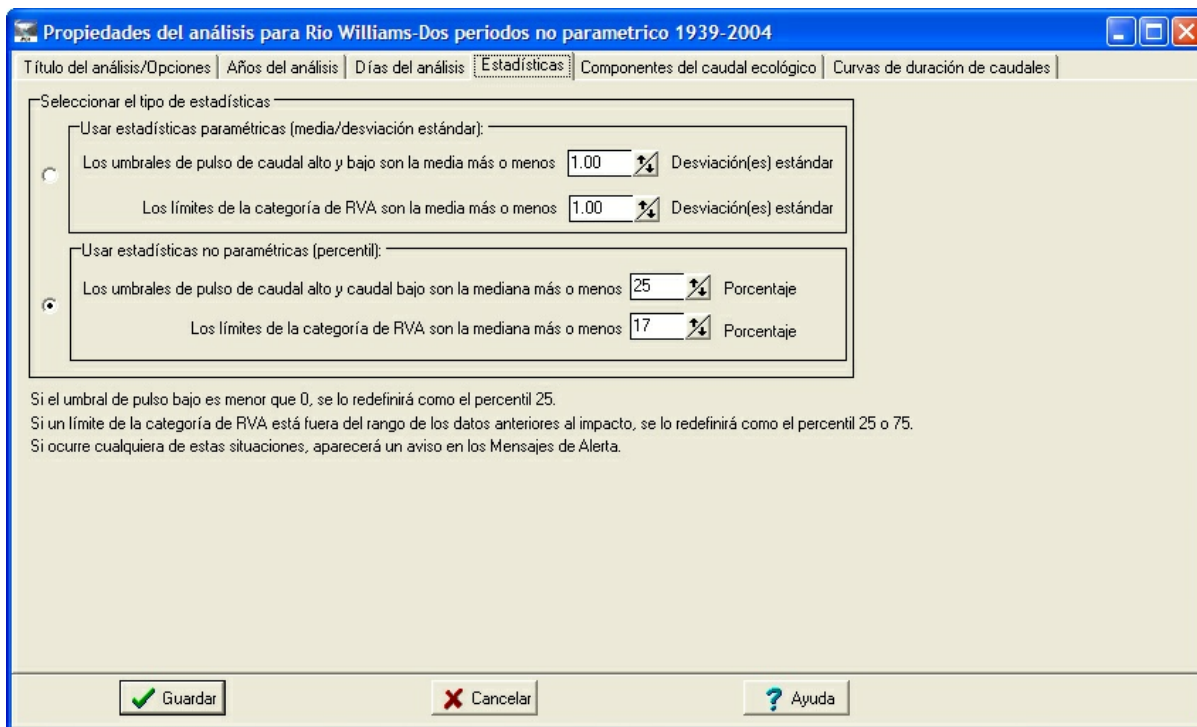 Propiedades del análisis para Rio Williams-Dos periodos no parametrico 1939-2004
Título del análisis/Opciones Años del análisis Días del análisis Estadísticas Componentes del caudal ecológico Curvas de duración de caudales
Seleccionar el tipo de estadísticas
Usar estadísticas paramétricas (media/desviación estándar):
Los umbrales de pulso de caudal alto y bajo son la media más o menos 1.00 Desviación(es) estándar
Los límites de la categoría de RVA son la media más o menos 1.00 Desviación(es) estándar
Usar estadísticas no paramétricas (percentil):
Los umbrales de pulso de caudal alto y caudal bajo son la mediana más o menos 25 Porcentaje
Los límites de la categoría de RVA son la mediana más o menos 17 Porcentaje
Si el umbral de pulso bajo es menor que 0, se lo redefinirá como el percentil 25.
Si un límite de la categoría de RVA está fuera del rango de los datos anteriores al impacto, se lo redefinirá como el percentil 25 o 75.
Si ocurre cualquiera de estas situaciones, aparecerá un aviso en los Mensajes de Alerta.
Guardar Cancelar Ayuda